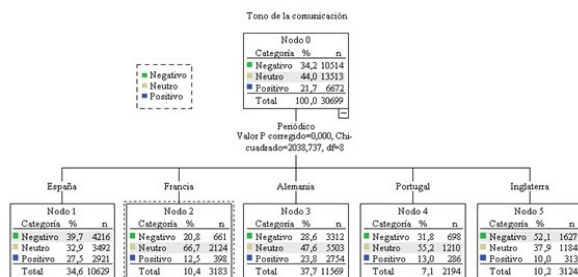 Tono de la comunicación
Nodo 0
Categoría % n
Negativo 34,2 10514
Neutro 44,0 13513
Positivo 21,7 6672
Total 100,0 30699
Negativo
Neutro
Positivo
Periódico
Valor P corregido=0,000, Chi-
cuadrado=2038,737, df=8
España
Nodo 1
Categoría % n
Negativo 39,7 4216
Neutro 32,9 3492
Positivo 27,5 2921
Total 34,6 10629
Francia
Nodo 2
Categoría % n
Negativo 20,8 661
Neutro 66,7 2124
Positivo 12,5 398
Total 10,4 3183
Alemania
Nodo 3
Categoría % n
Negativo 28,6 3312
Neutro 47,6 5503
Positivo 23,8 2754
Total 37,7 11569
Portugal
Nodo 4
Categoría % n
Negativo 31,8 698
Neutro 55,2 1210
Positivo 13,0 286
Total 7,1 2194
Inglaterra
Nodo 5
Categoría % n
Negativo 52,1 1627
Neutro 37,9 1184
Positivo 10,0 313
Total 10,2